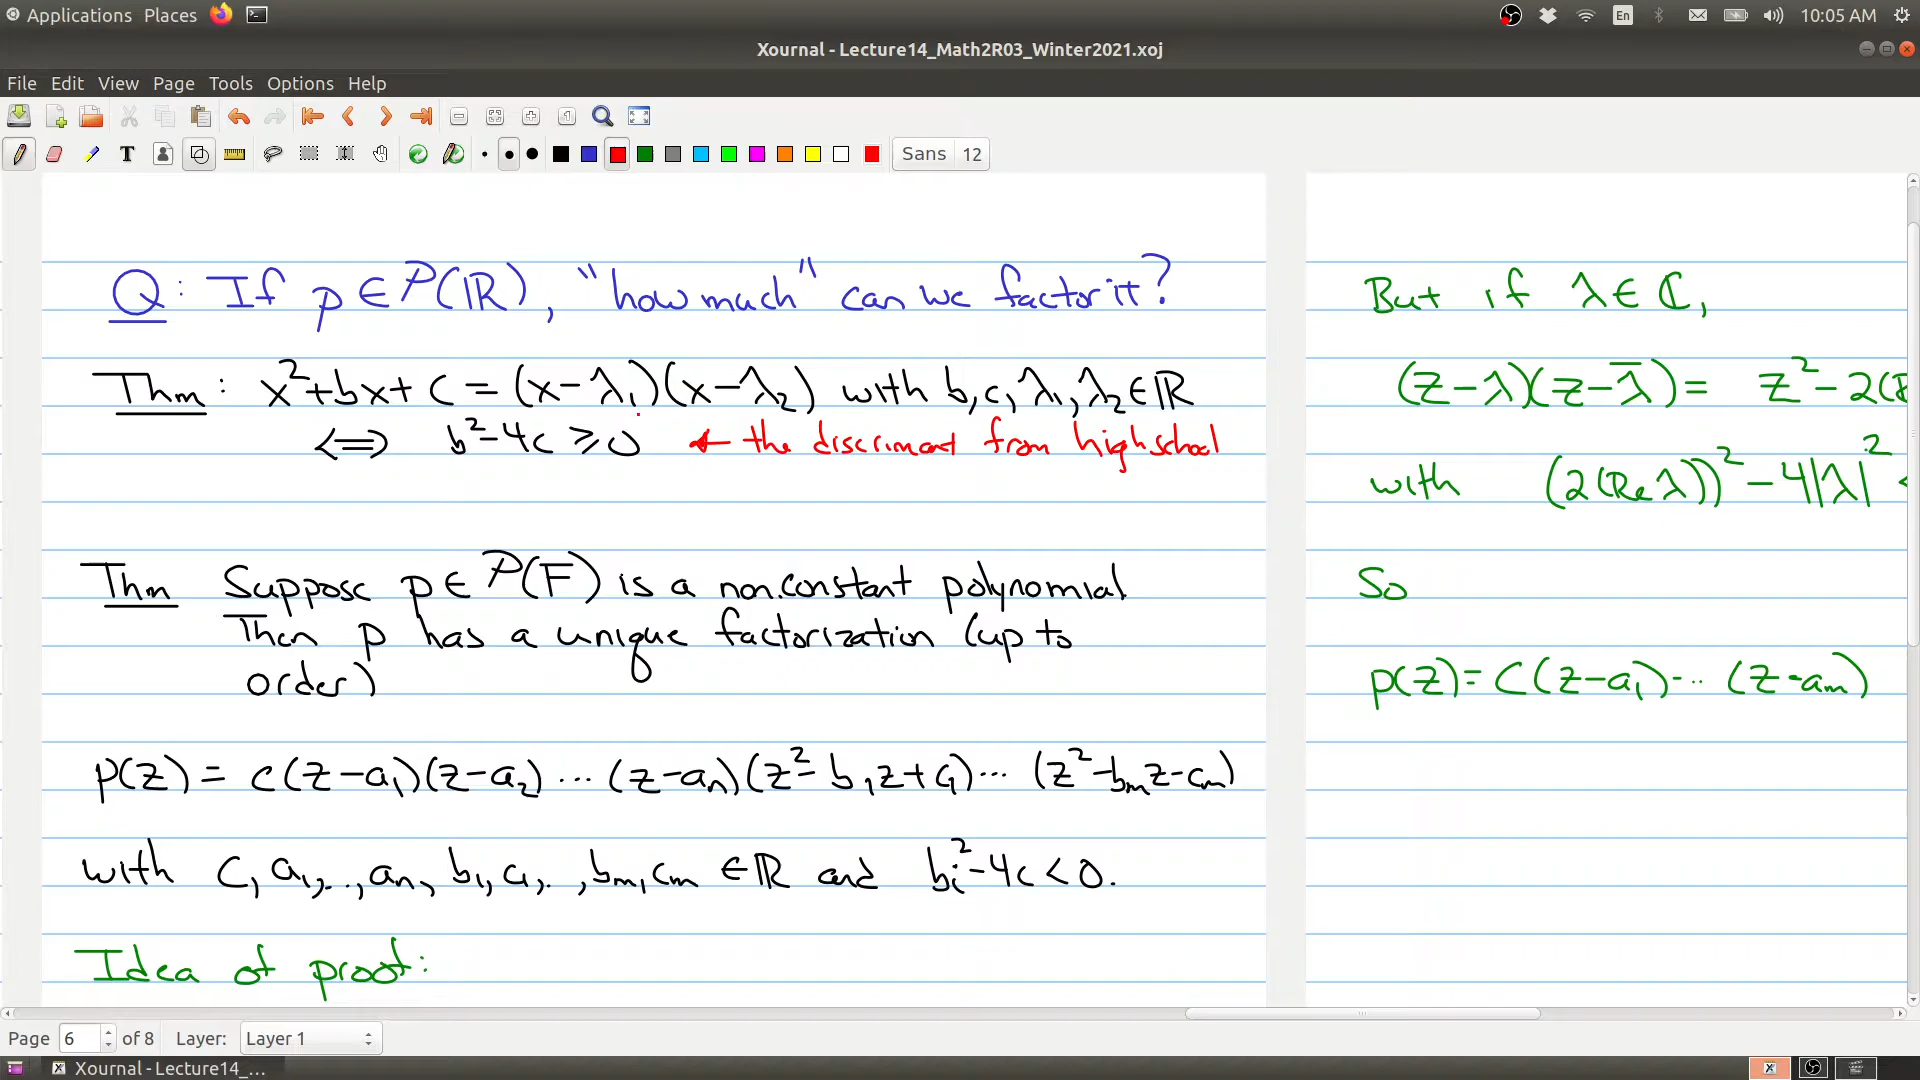 Applications Places
En
10:05 AM
Xournal - Lecture14_Math2R03_Winter2021.xoj
File Edit View Page Tools Options Help
T
Sans 12
Q: If p ∈ P(ℝ), "how much" can we factor it?
Thm: x²+bx+c = (x-λ₁)(x-λ₂) with b,c,λ₁,λ₂∈ℝ
⟺ b²-4c ≥ 0 ← the discrimant from highschool
Thm Suppose p∈ P(F) is a nonconstant polynomial
Then p has a unique factorization (up to
order)
p(z) = c(z-a₁)(z-a₂) ... (z-aₙ)(z²-b₁z+c₁)... (z²-bₘz-cₘ)
with c, a₁,..., aₙ, b₁, c₁,..., bₘ, cₘ ∈ℝ and bᵢ²-4c < 0.
Idea of proof:
But if λ∈ ℂ,
(z-λ)(z-λ̄) = z²-2(
with (2(Re λ))²-4|λ|² <
So
p(z)= c(z-a₁)... (z-aₘ)
Page 6 of 8 Layer: Layer 1
Xournal - Lecture14_...